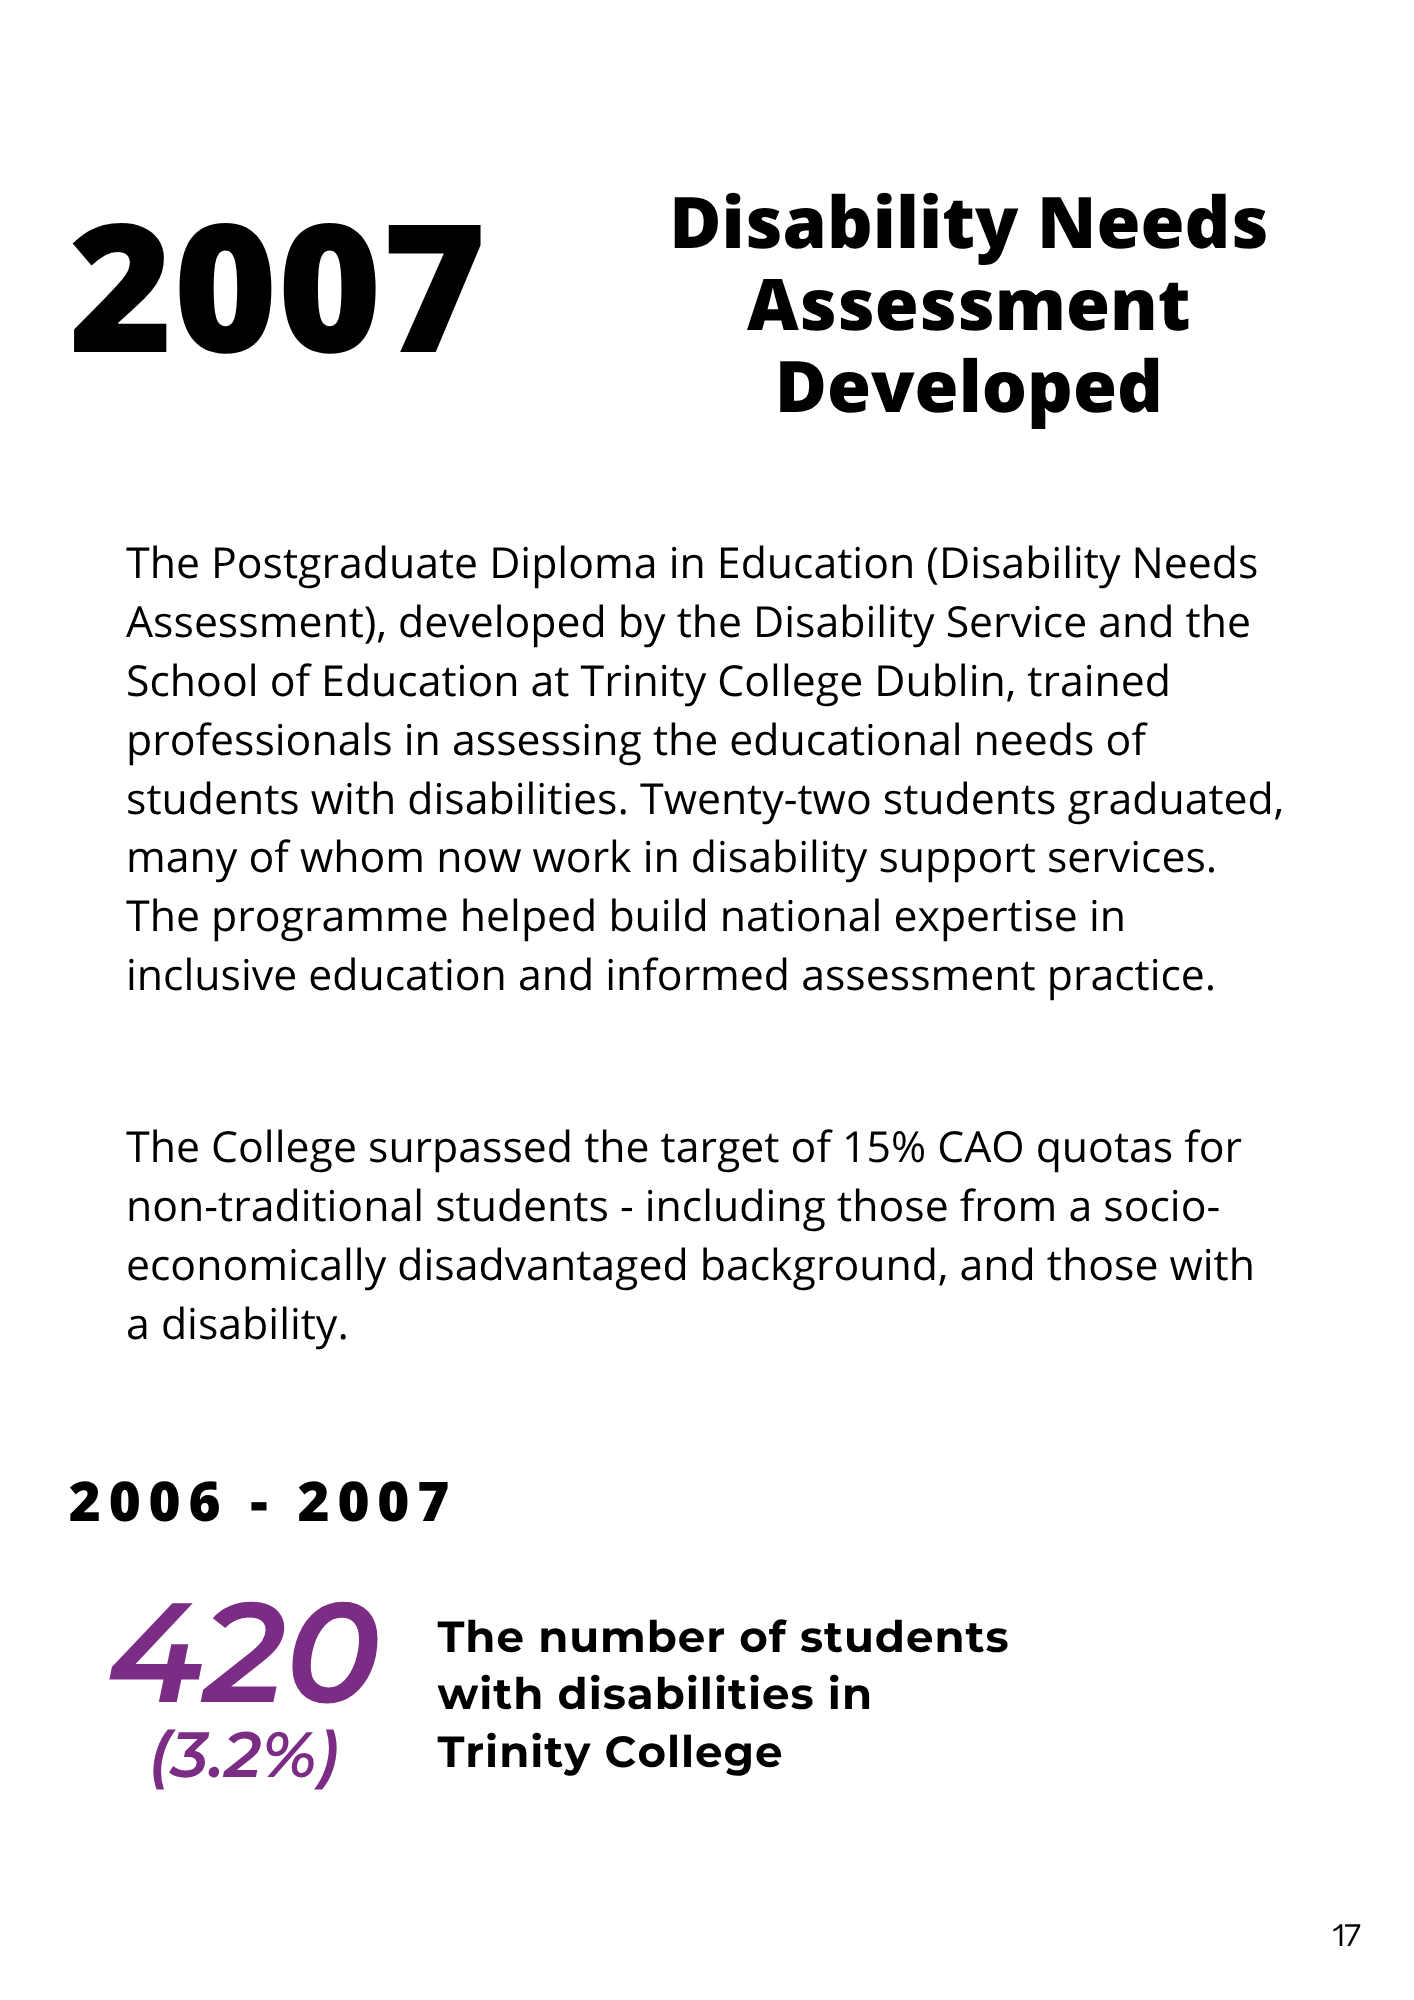 2007
Disability Needs
Assessment
Developed
The Postgraduate Diploma in Education (Disability Needs
Assessment), developed by the Disability Service and the
School of Education at Trinity College Dublin, trained
professionals in assessing the educational needs of
students with disabilities. Twenty-two students graduated,
many of whom now work in disability support services.
The programme helped build national expertise in
inclusive education and informed assessment practice.
The College surpassed the target of 15% CAO quotas for
non-traditional students - including those from a socio-
economically disadvantaged background, and those with
a disability.
2006 - 2007
420
(3.2%)
The number of students
with disabilities in
Trinity College
17